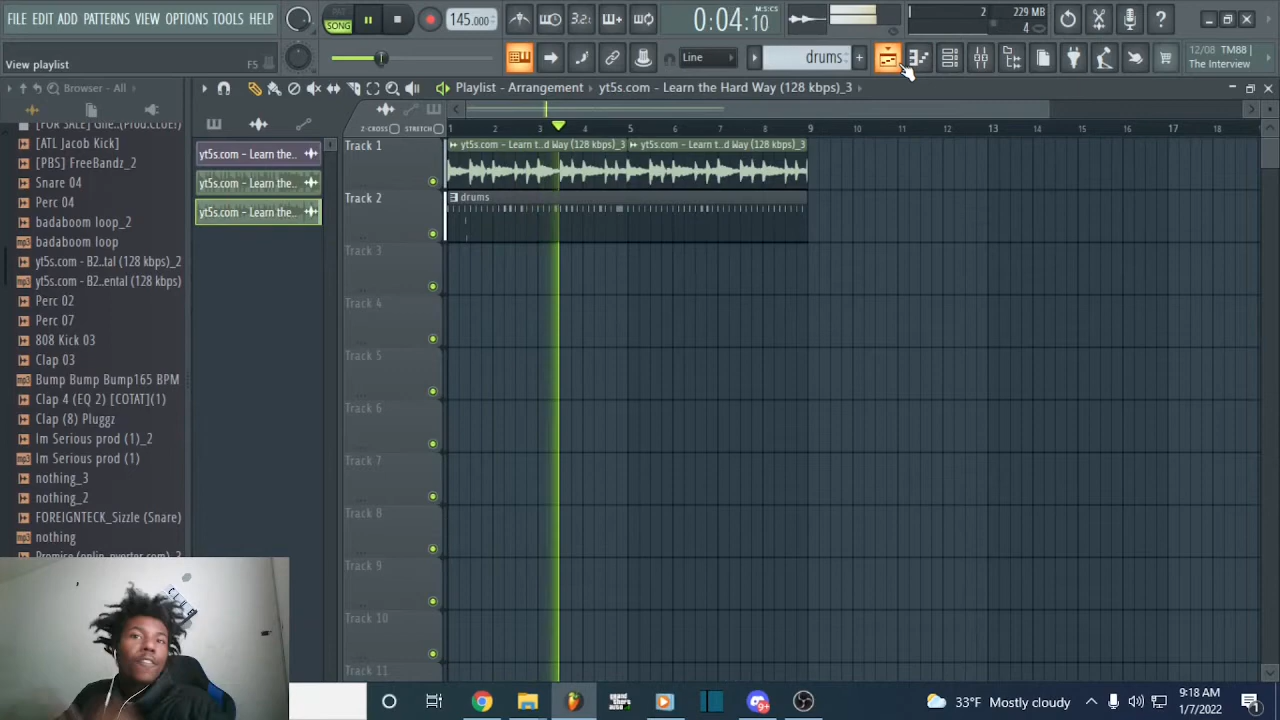 FILE EDIT ADD PATTERNS VIEW OPTIONS TOOLS HELP
PAT
SONG
145.000
3.2
0:04:10
M:S:CS
2
229 MB
4
View playlist
F5
Line
drums
12/08 TM88 |
The Interview
Browser - All
Playlist - Arrangement › yt5s.com - Learn the Hard Way (128 kbps)_3 ›
Z-CROSS STRETCH
1 2 3 4 5 6 7 8 9 10 11 12 13 14 15 16 17 18
[ATL Jacob Kick]
[PBS] FreeBandz_2
Snare 04
Perc 04
badaboom loop_2
badaboom loop
yt5s.com - B2..tal (128 kbps)_2
yt5s.com - B2..ental (128 kbps)
Perc 02
Perc 07
808 Kick 03
Clap 03
Bump Bump Bump165 BPM
Clap 4 (EQ 2) [COTAT](1)
Clap (8) Pluggz
Im Serious prod (1)_2
Im Serious prod (1)
nothing_3
nothing_2
FOREIGNTECK_Sizzle (Snare)
nothing
yt5s.com - Learn the..
yt5s.com - Learn the..
yt5s.com - Learn the..
Track 1
yt5s.com - Learn t..d Way (128 kbps)_3
yt5s.com - Learn t..d Way (128 kbps)_3
Track 2
drums
Track 3
Track 4
Track 5
Track 6
Track 7
Track 8
Track 9
Track 10
Track 11
33°F Mostly cloudy
9:18 AM
1/7/2022